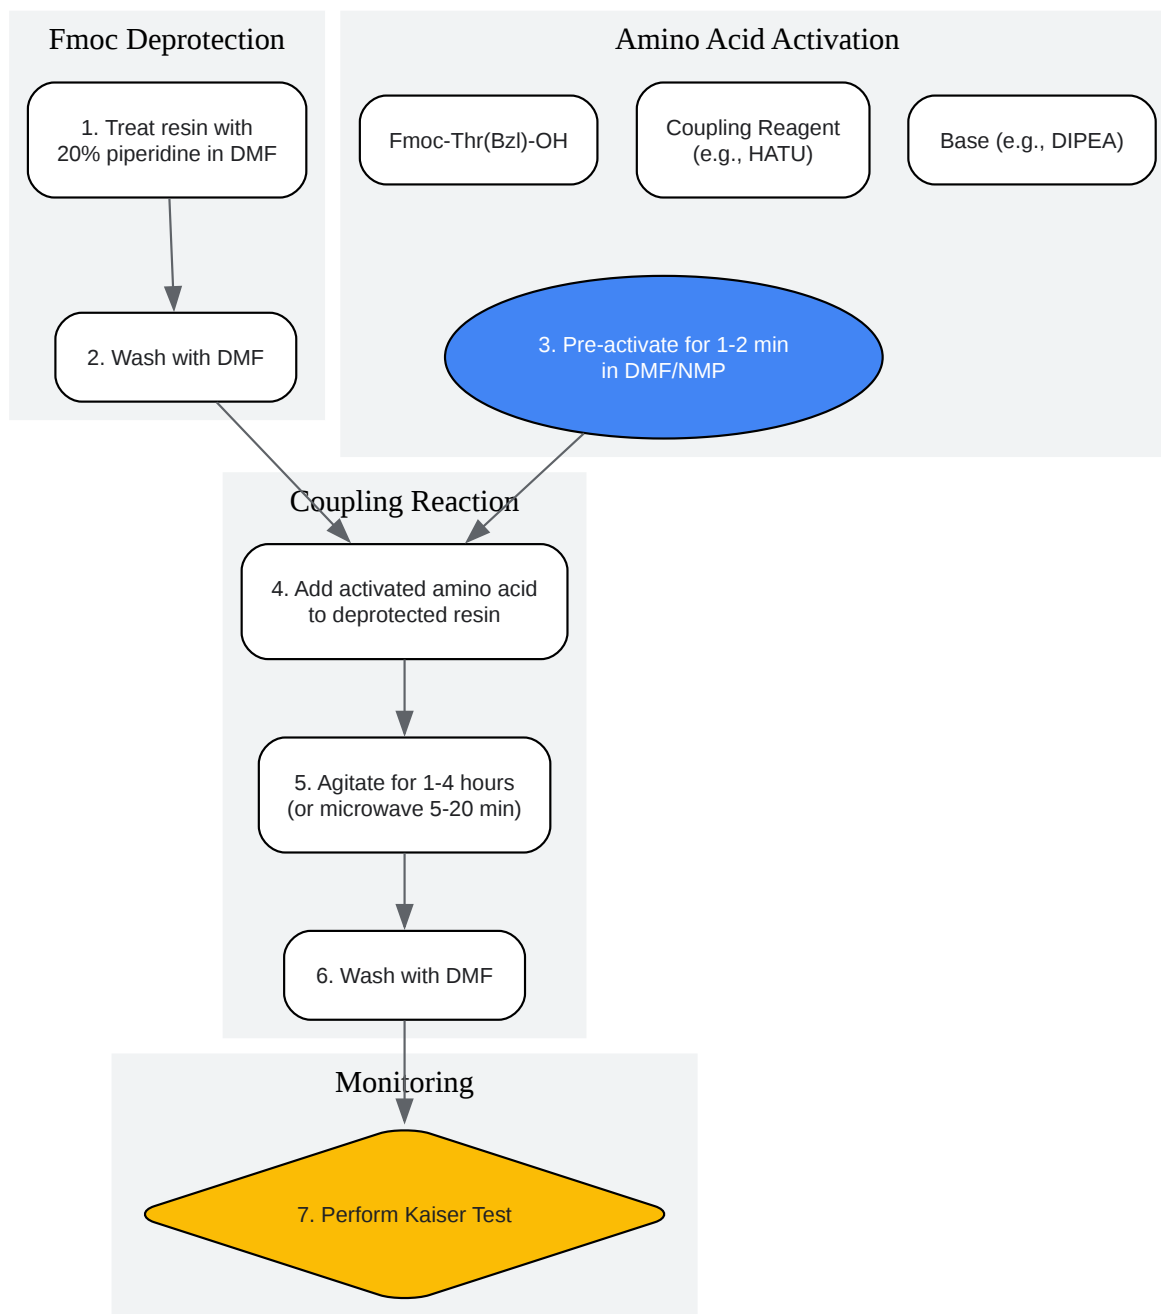 Fmoc Deprotection
1. Treat resin with
20% piperidine in DMF
2. Wash with DMF
Amino Acid Activation
Fmoc-Thr(Bzl)-OH
Coupling Reagent
(e.g., HATU)
Base (e.g., DIPEA)
3. Pre-activate for 1-2 min
in DMF/NMP
Coupling Reaction
4. Add activated amino acid
to deprotected resin
5. Agitate for 1-4 hours
(or microwave 5-20 min)
6. Wash with DMF
Monitoring
7. Perform Kaiser Test